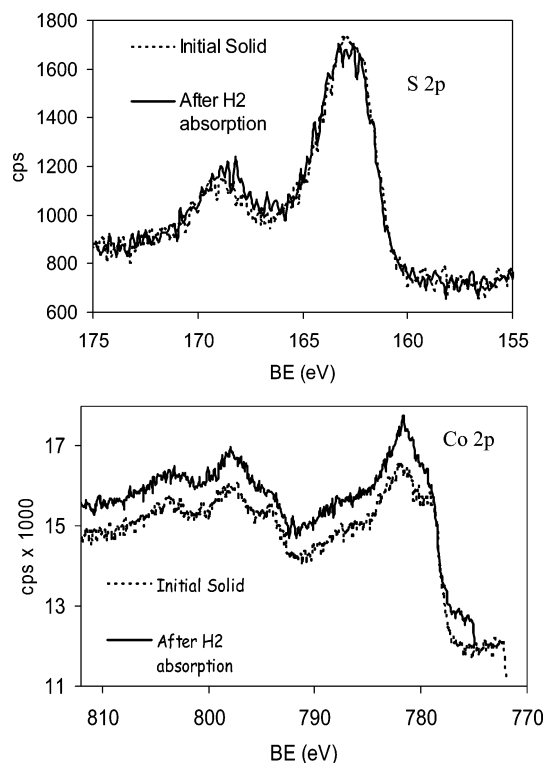 1800
1600
1400
1200
1000
800
600
cps
Initial Solid
After H2
absorption
S 2p
175
170
165
160
155
BE (eV)
17
15
13
11
cps x 1000
Co 2p
Initial Solid
After H2
absorption
810
800
790
780
770
BE (eV)